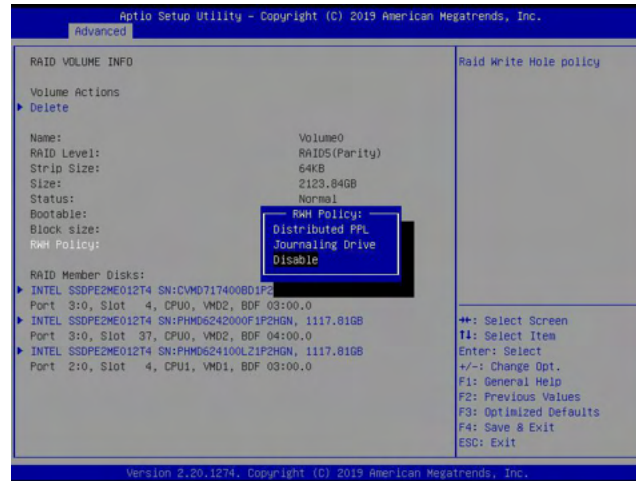 Aptio Setup Utility – Copyright (C) 2019 American Megatrends, Inc.
Advanced
RAID VOLUME INFO
Volume Actions
Delete
Name: Volume0
RAID Level: RAID5(Parity)
Strip Size: 64KB
Size: 2123.84GB
Status: Normal
Bootable:
Block size:
RWH Policy:
RWH Policy:
Distributed PPL
Journaling Drive
Disable
RAID Member Disks:
INTEL SSDPE2ME012T4 SN:CVMD717400BD1P2
Port 3:0, Slot 4, CPU0, VMD2, BDF 03:00.0
INTEL SSDPE2ME012T4 SN:PHMD6242000F1P2HGN, 1117.81GB
Port 3:0, Slot 37, CPU0, VMD2, BDF 04:00.0
INTEL SSDPE2ME012T4 SN:PHMD624100LZ1P2HGN, 1117.81GB
Port 2:0, Slot 4, CPU1, VMD1, BDF 03:00.0
Raid Write Hole policy
↔: Select Screen
↑↓: Select Item
Enter: Select
+/-: Change Opt.
F1: General Help
F2: Previous Values
F3: Optimized Defaults
F4: Save & Exit
ESC: Exit
Version 2.20.1274. Copyright (C) 2019 American Megatrends, Inc.